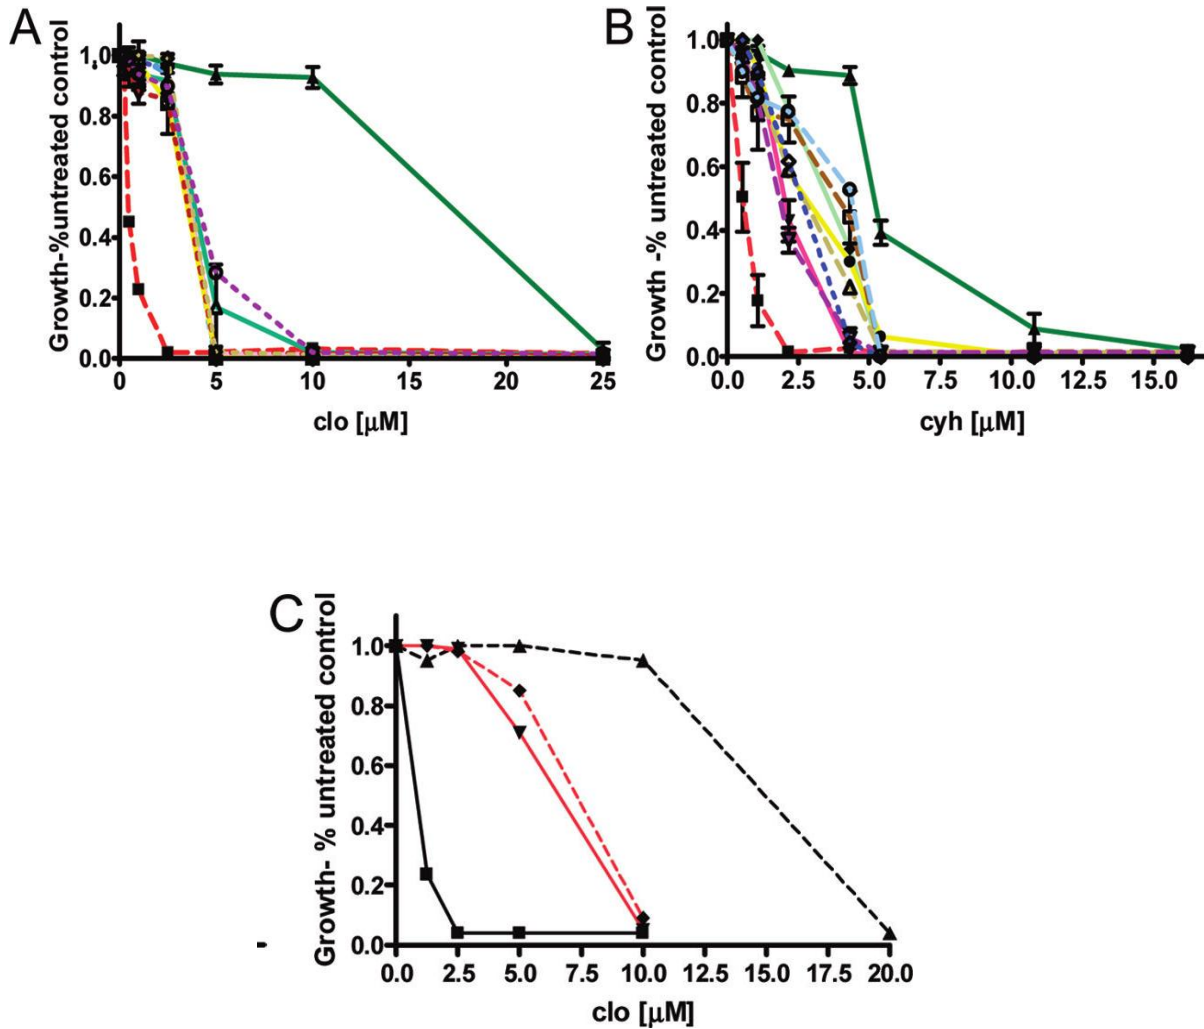 A
Growth-%untreated control
1.0
0.8
0.6
0.4
0.2
0.0
0 5 10 15 20 25
clo [µM]
B
Growth -% untreated control
1.0
0.8
0.6
0.4
0.2
0.0
0.0 2.5 5.0 7.5 10.0 12.5 15.0
cyh [µM]
C
Growth- % untreated control
1.0
0.8
0.6
0.4
0.2
0.0
0.0 2.5 5.0 7.5 10.0 12.5 15.0 17.5 20.0
clo [µM]